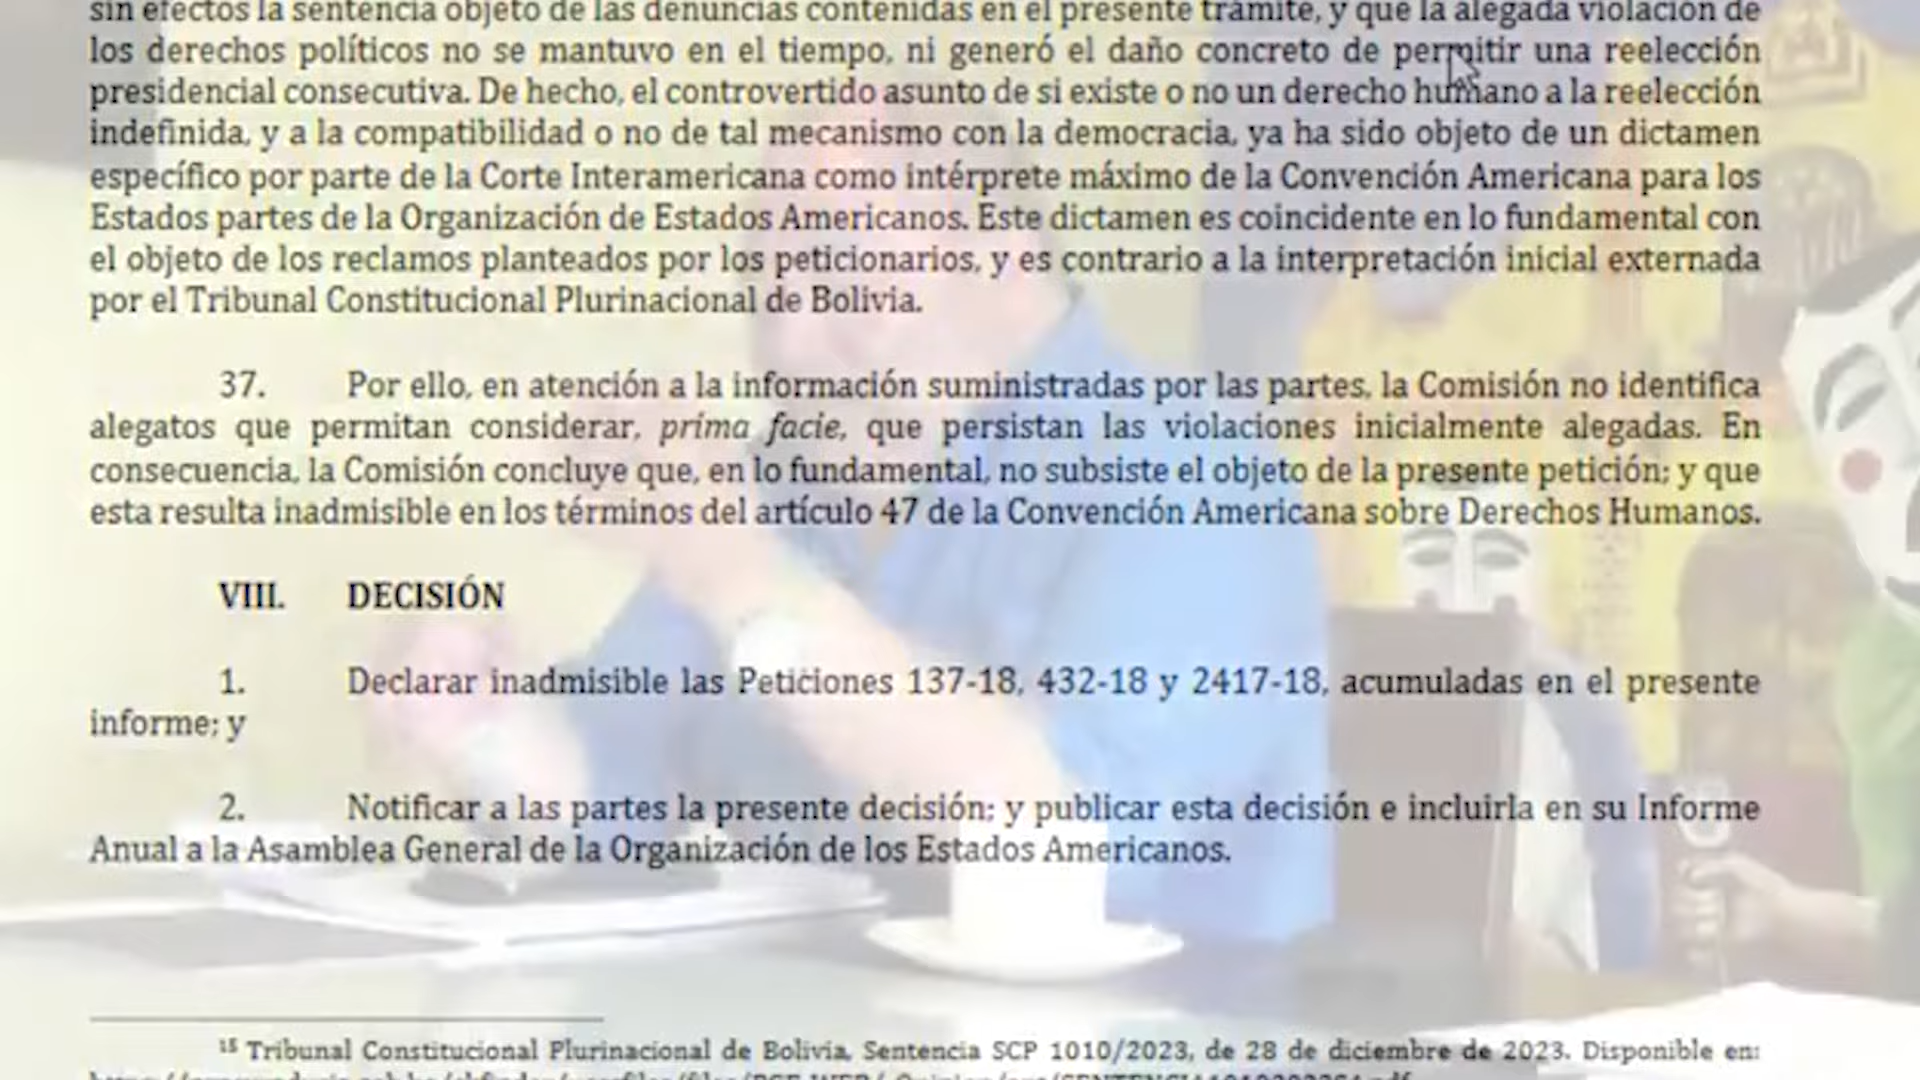 sin efectos la sentencia objeto de las denuncias contenidas en el presente trámite, y que la alegada violación de
los derechos políticos no se mantuvo en el tiempo, ni generó el daño concreto de permitir una reelección
presidencial consecutiva. De hecho, el controvertido asunto de si existe o no un derecho humano a la reelección
indefinida, y a la compatibilidad o no de tal mecanismo con la democracia, ya ha sido objeto de un dictamen
específico por parte de la Corte Interamericana como intérprete máximo de la Convención Americana para los
Estados partes de la Organización de Estados Americanos. Este dictamen es coincidente en lo fundamental con
el objeto de los reclamos planteados por los peticionarios, y es contrario a la interpretación inicial externada
por el Tribunal Constitucional Plurinacional de Bolivia.
37. Por ello, en atención a la información suministradas por las partes, la Comisión no identifica
alegatos que permitan considerar, prima facie, que persistan las violaciones inicialmente alegadas. En
consecuencia, la Comisión concluye que, en lo fundamental, no subsiste el objeto de la presente petición; y que
esta resulta inadmisible en los términos del artículo 47 de la Convención Americana sobre Derechos Humanos.
VIII. DECISIÓN
1. Declarar inadmisible las Peticiones 137-18, 432-18 y 2417-18, acumuladas en el presente
informe; y
2. Notificar a las partes la presente decisión; y publicar esta decisión e incluirla en su Informe
Anual a la Asamblea General de la Organización de los Estados Americanos.
15 Tribunal Constitucional Plurinacional de Bolivia, Sentencia SCP 1010/2023, de 28 de diciembre de 2023. Disponible en: